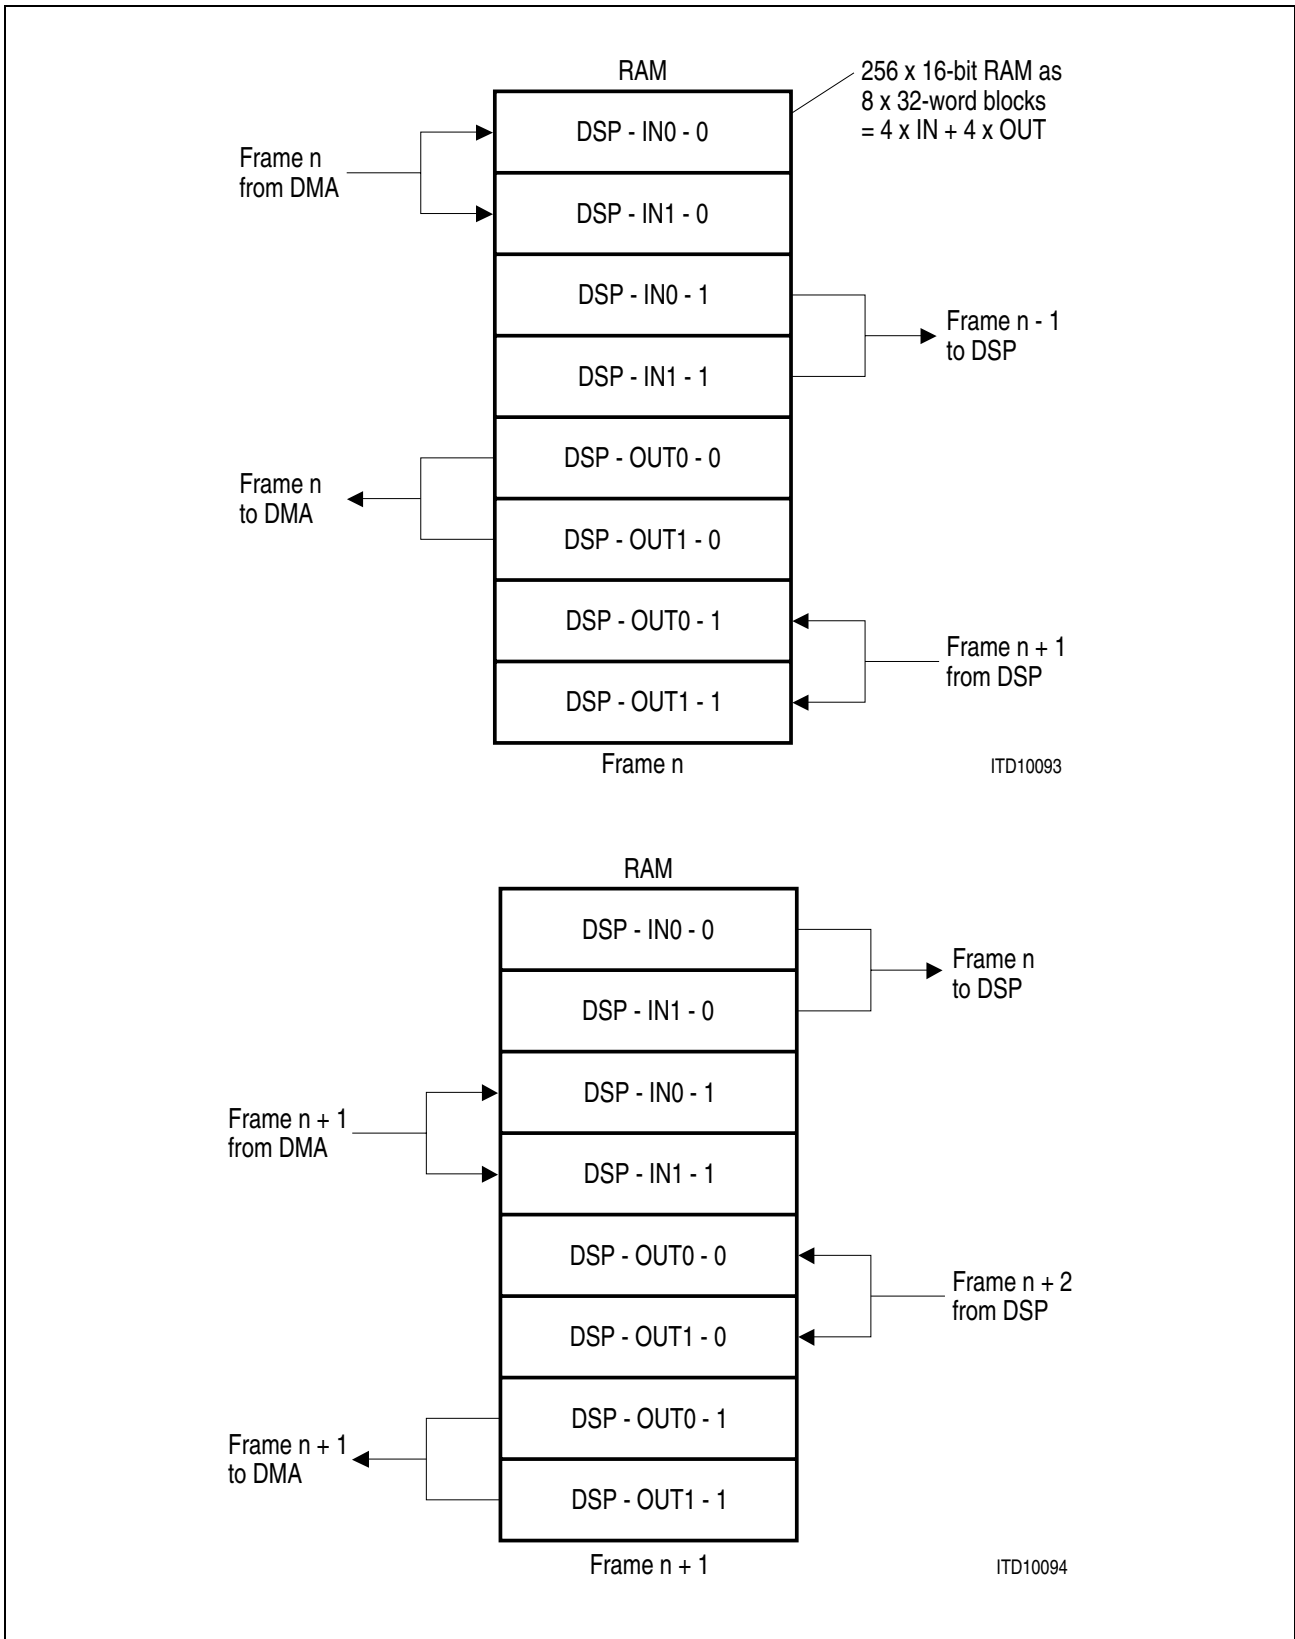 RAM
256 x 16-bit RAM as
8 x 32-word blocks
= 4 x IN + 4 x OUT
DSP - IN0 - 0
Frame n
from DMA
DSP - IN1 - 0
DSP - IN0 - 1
Frame n - 1
to DSP
DSP - IN1 - 1
DSP - OUT0 - 0
Frame n
to DMA
DSP - OUT1 - 0
DSP - OUT0 - 1
Frame n + 1
from DSP
DSP - OUT1 - 1
Frame n
ITD10093
RAM
DSP - IN0 - 0
Frame n
to DSP
DSP - IN1 - 0
DSP - IN0 - 1
Frame n + 1
from DMA
DSP - IN1 - 1
DSP - OUT0 - 0
Frame n + 2
from DSP
DSP - OUT1 - 0
DSP - OUT0 - 1
Frame n + 1
to DMA
DSP - OUT1 - 1
Frame n + 1
ITD10094